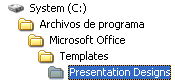 System (C:)
Archivos de programa
Microsoft Office
Templates
Presentation Designs